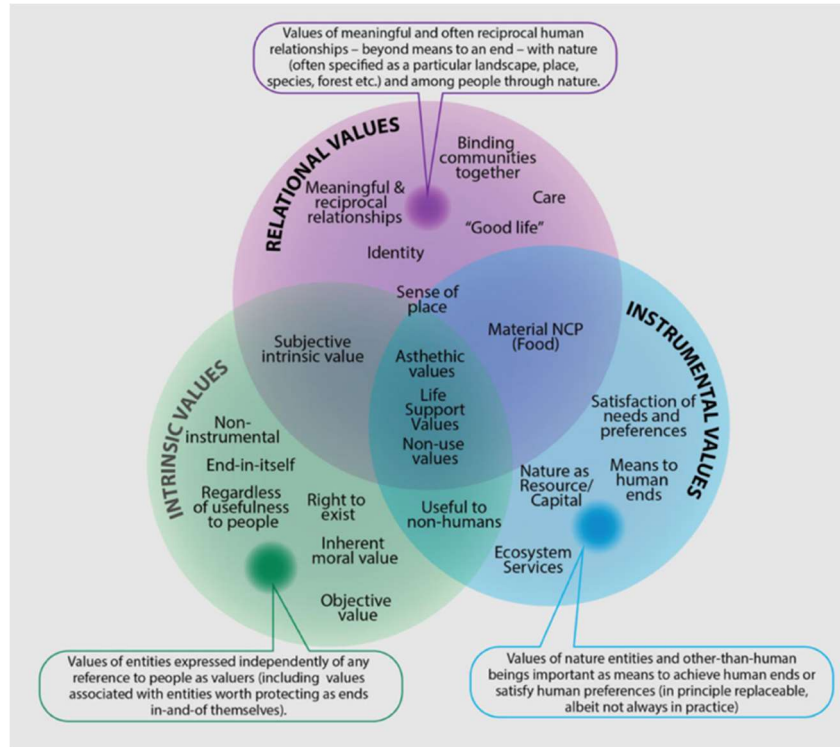 Values of meaningful and often reciprocal human
relationships – beyond means to an end – with nature
(often specified as a particular landscape, place,
species, forest etc.) and among people through nature.
RELATIONAL VALUES
Binding
communities
together
Meaningful &
reciprocal
relationships
Care
“Good life”
Identity
Sense of
place
INSTRUMENTAL VALUES
Material NCP
(Food)
Subjective
intrinsic value
Asthethic
values
INTRINSIC VALUES
Life
Support
Values
Satisfaction of
needs and
preferences
Non-
instrumental
Non-use
values
End-in-itself
Nature as
Resource/
Capital
Means to
human
ends
Regardless
of usefulness
to people
Right to
exist
Useful to
non-humans
Inherent
moral value
Ecosystem
Services
Objective
value
Values of entities expressed independently of any
reference to people as valuers (including values
associated with entities worth protecting as ends
in-and-of themselves).
Values of nature entities and other-than-human
beings important as means to achieve human ends or
satisfy human preferences (in principle replaceable,
albeit not always in practice)